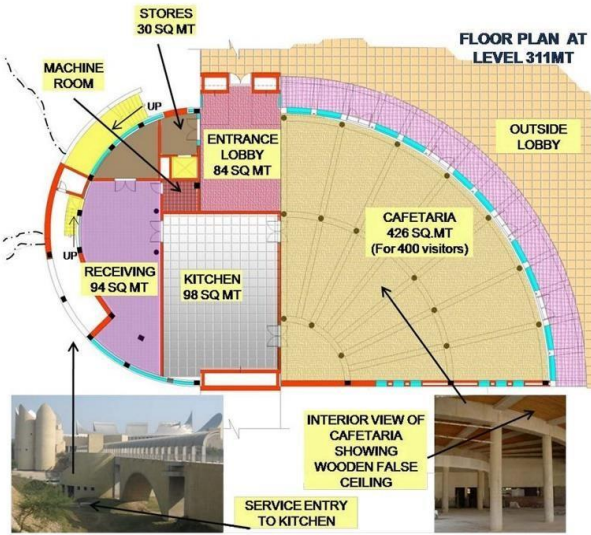 STORES
30 SQ MT
FLOOR PLAN AT
LEVEL 311MT
MACHINE
ROOM
UP
ENTRANCE
LOBBY
84 SQ MT
OUTSIDE
LOBBY
CAFETARIA
426 SQ.MT
(For 400 visitors)
UP
RECEIVING
94 SQ MT
KITCHEN
98 SQ MT
INTERIOR VIEW OF
CAFETARIA
SHOWING
WOODEN FALSE
CEILING
SERVICE ENTRY
TO KITCHEN